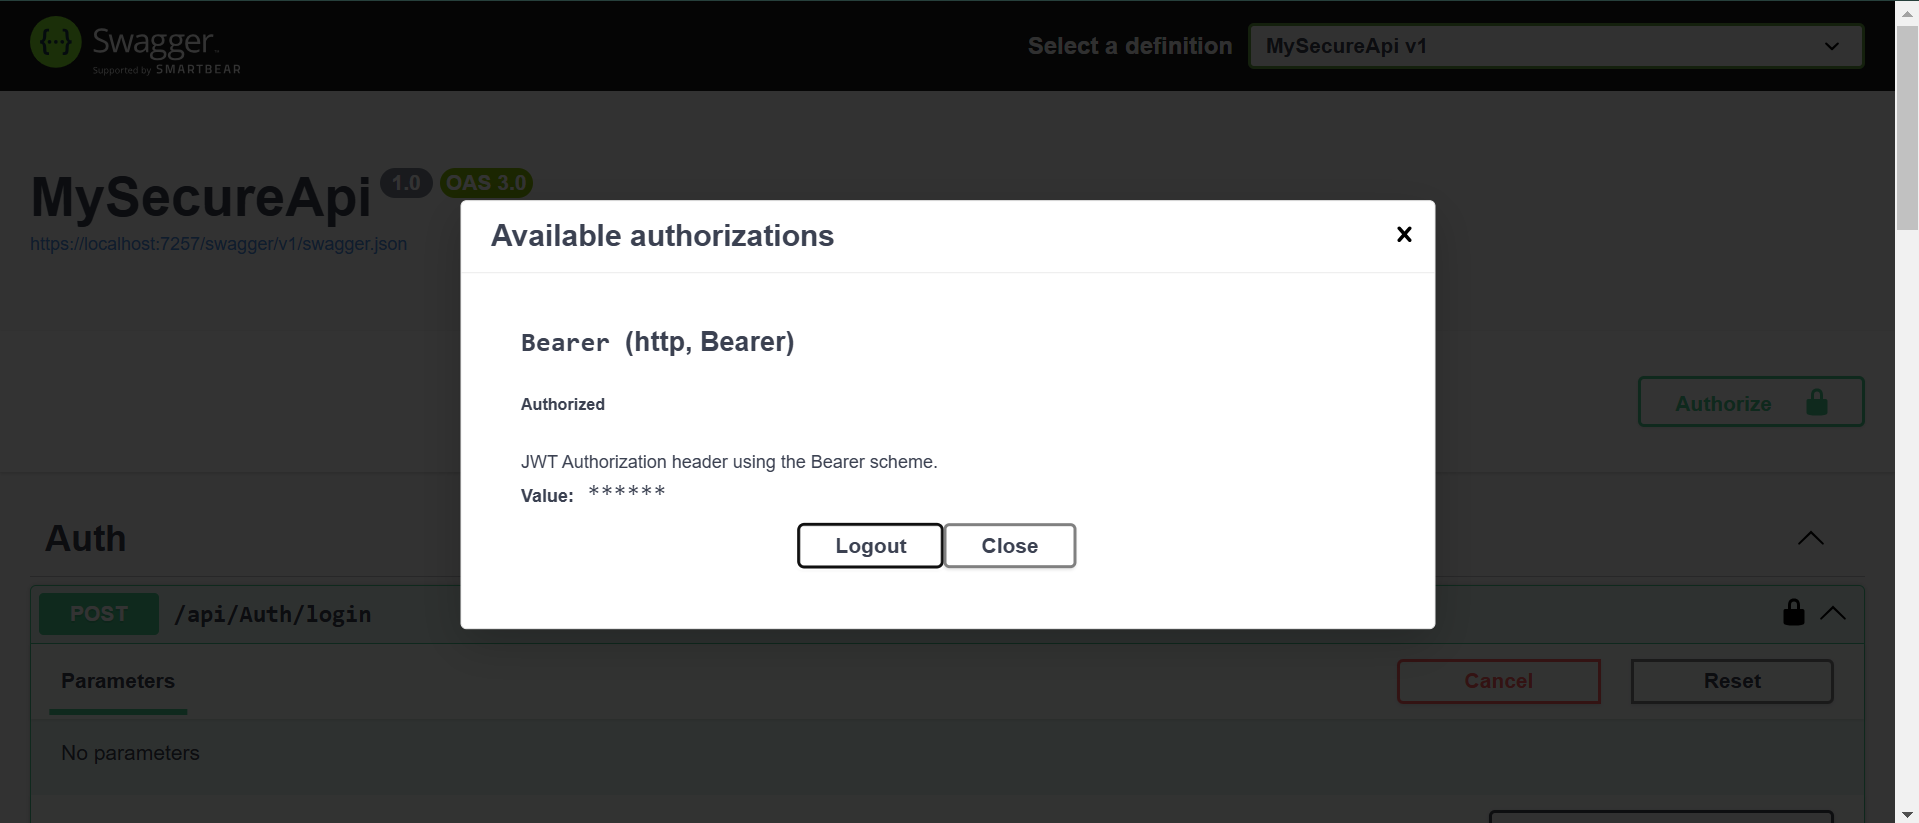 Swagger
Supported by SMARTBEAR
Select a definition
MySecureApi v1
MySecureApi 1.0 OAS 3.0
https://localhost:7257/swagger/v1/swagger.json
Available authorizations
Bearer (http, Bearer)
Authorized
JWT Authorization header using the Bearer scheme.
Value: ******
Logout Close
Authorize
Auth
POST /api/Auth/login
Parameters
Cancel
Reset
No parameters